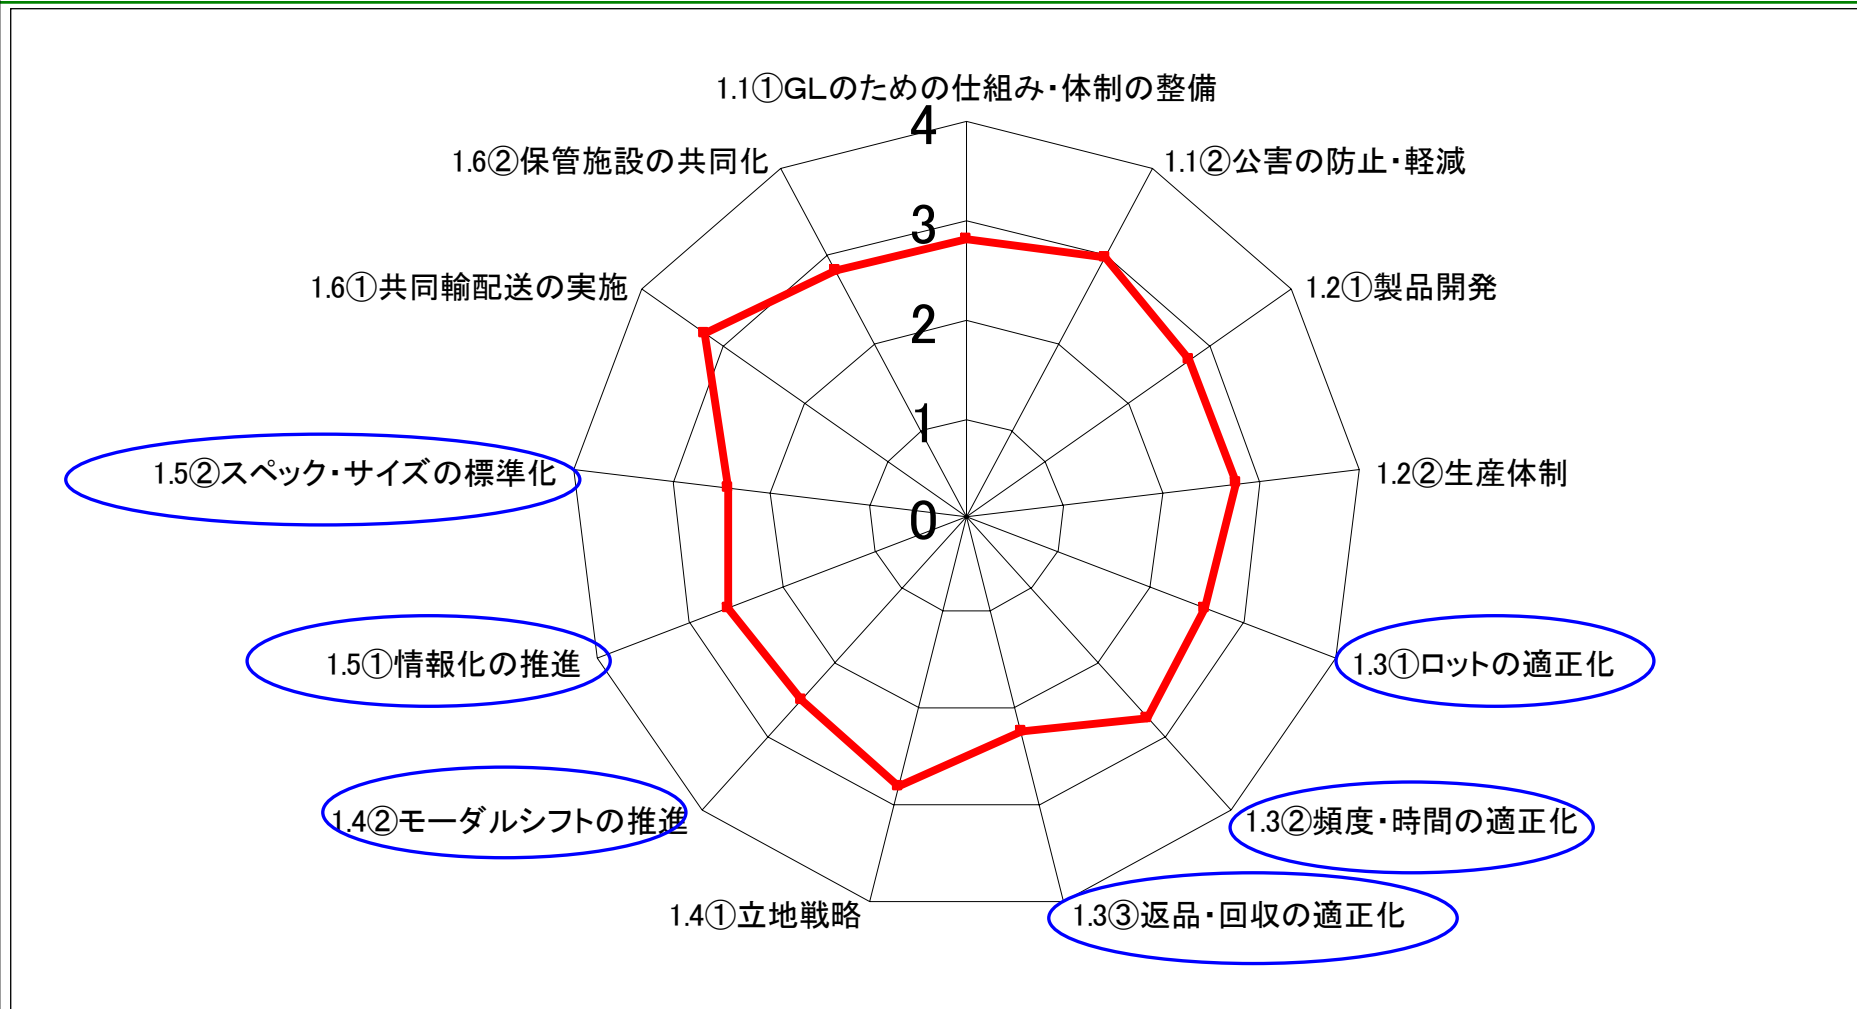 1.1①GLのための仕組み・体制の整備
4
1.6②保管施設の共同化
1.1②公害の防止・軽減
3
1.6①共同輸配送の実施
1.2①製品開発
2
1
1.5②スペック・サイズの標準化
1.2②生産体制
0
1.5①情報化の推進
1.3①ロットの適正化
1.4②モーダルシフトの推進
1.3②頻度・時間の適正化
1.4①立地戦略
1.3③返品・回収の適正化